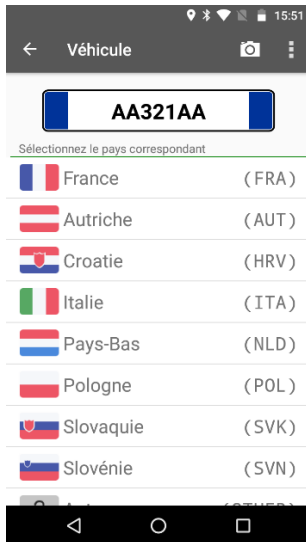 15:51
Véhicule
AA321AA
Sélectionnez le pays correspondant
France (FRA)
Autriche (AUT)
Croatie (HRV)
Italie (ITA)
Pays-Bas (NLD)
Pologne (POL)
Slovaquie (SVK)
Slovénie (SVN)